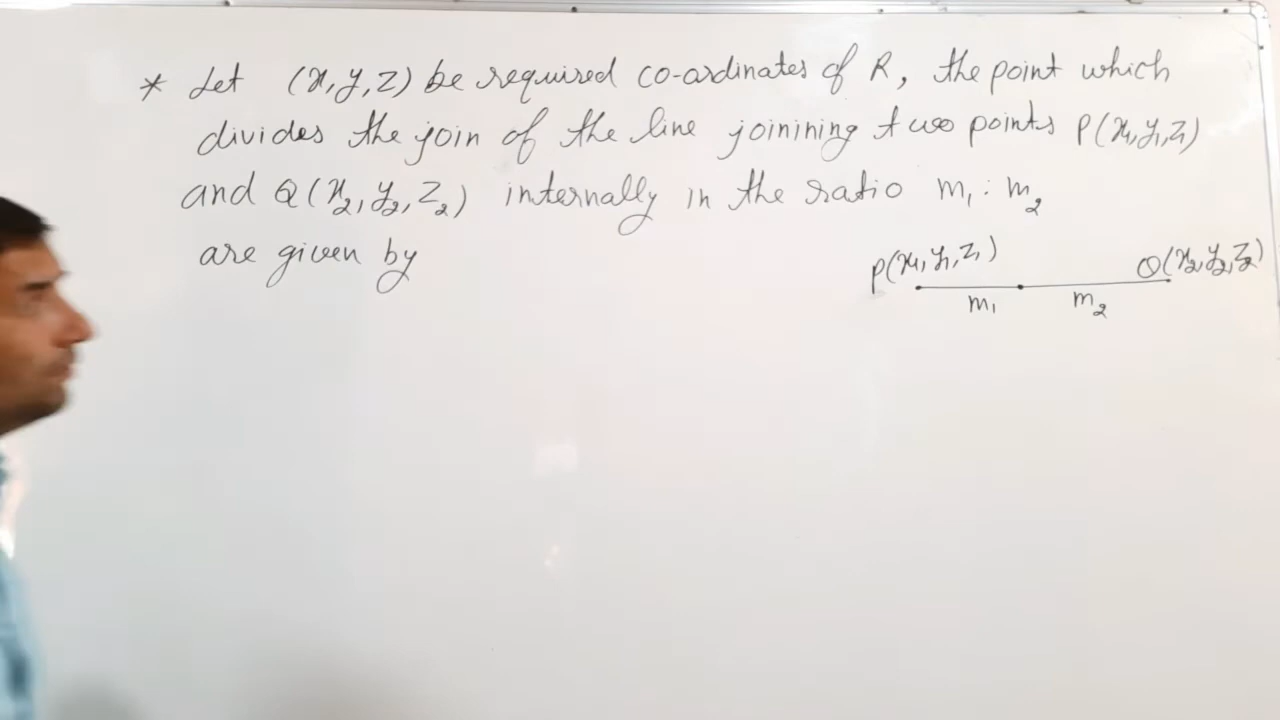 * Let (x, y, z) be required co-ordinates of R, the point which
divides the join of the line joinining two points P(x₁, y₁, z₁)
and Q(x₂, y₂, z₂) internally in the ratio m₁ : m₂
are given by
P(x₁, y₁, z₁) Q(x₂, y₂, z₂)
m₁ m₂